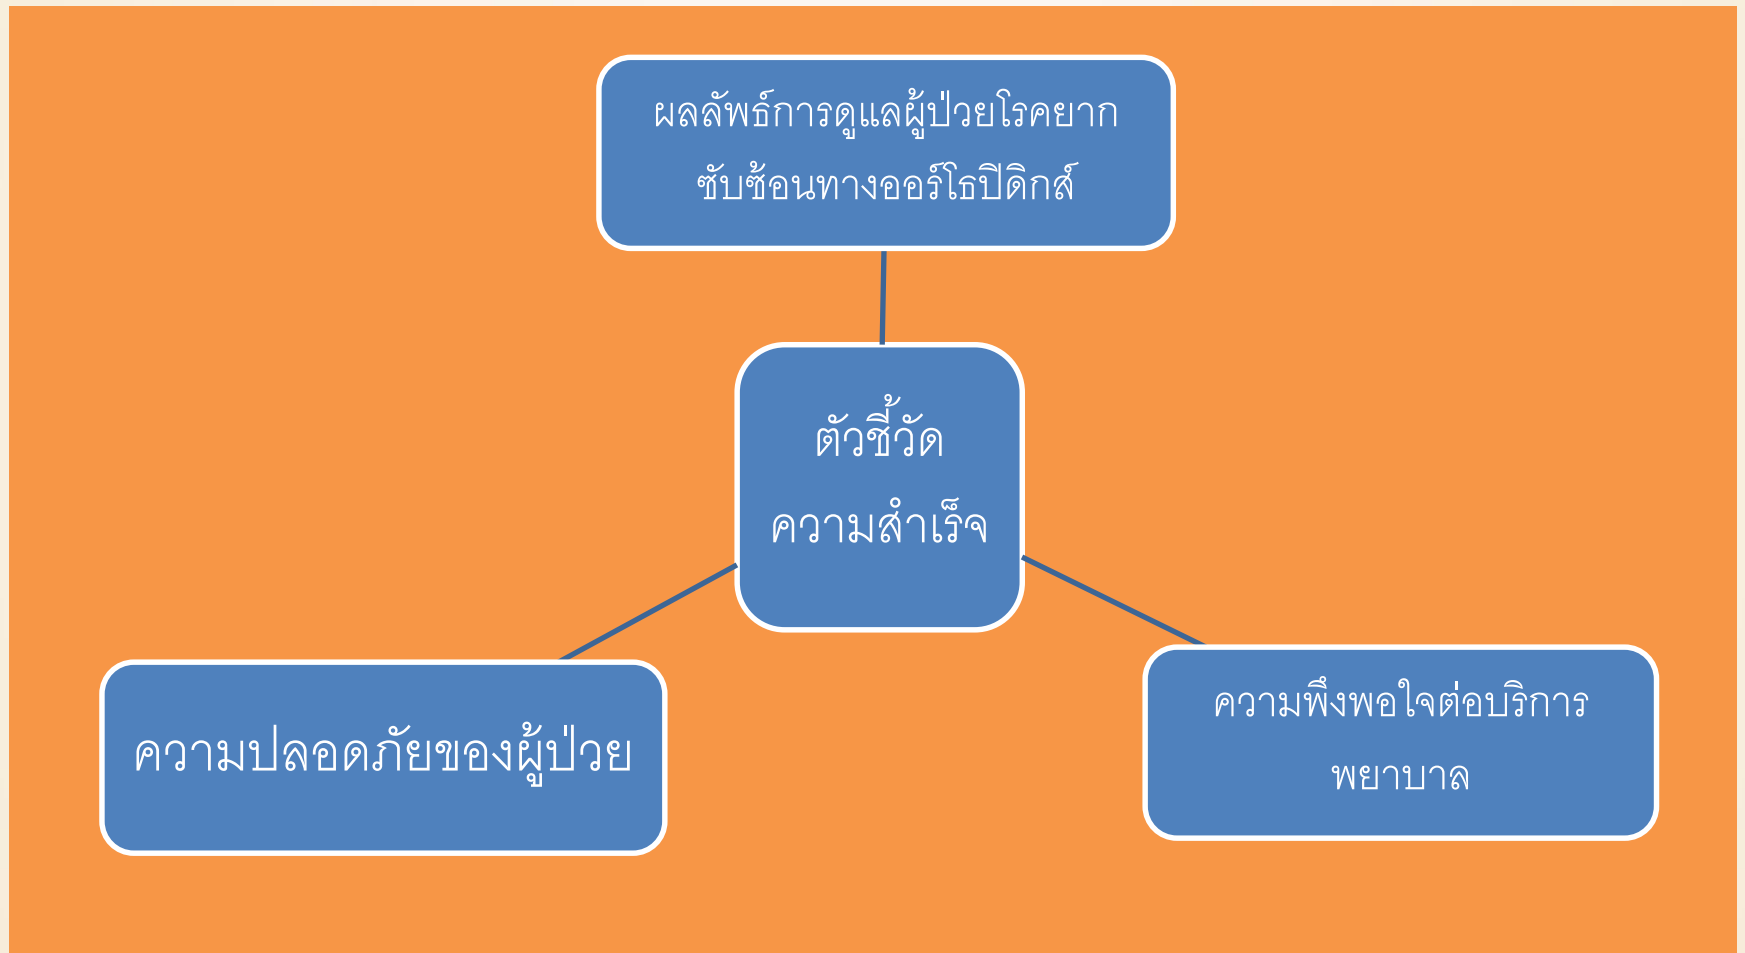 ผลลัพธ์การดูแลผู้ป่วยโรคยาก
ซับซ้อนทางออร์โธปิดิกส์
ตัวชี้วัด
ความสำเร็จ
ความปลอดภัยของผู้ป่วย
ความพึงพอใจต่อบริการ
พยาบาล